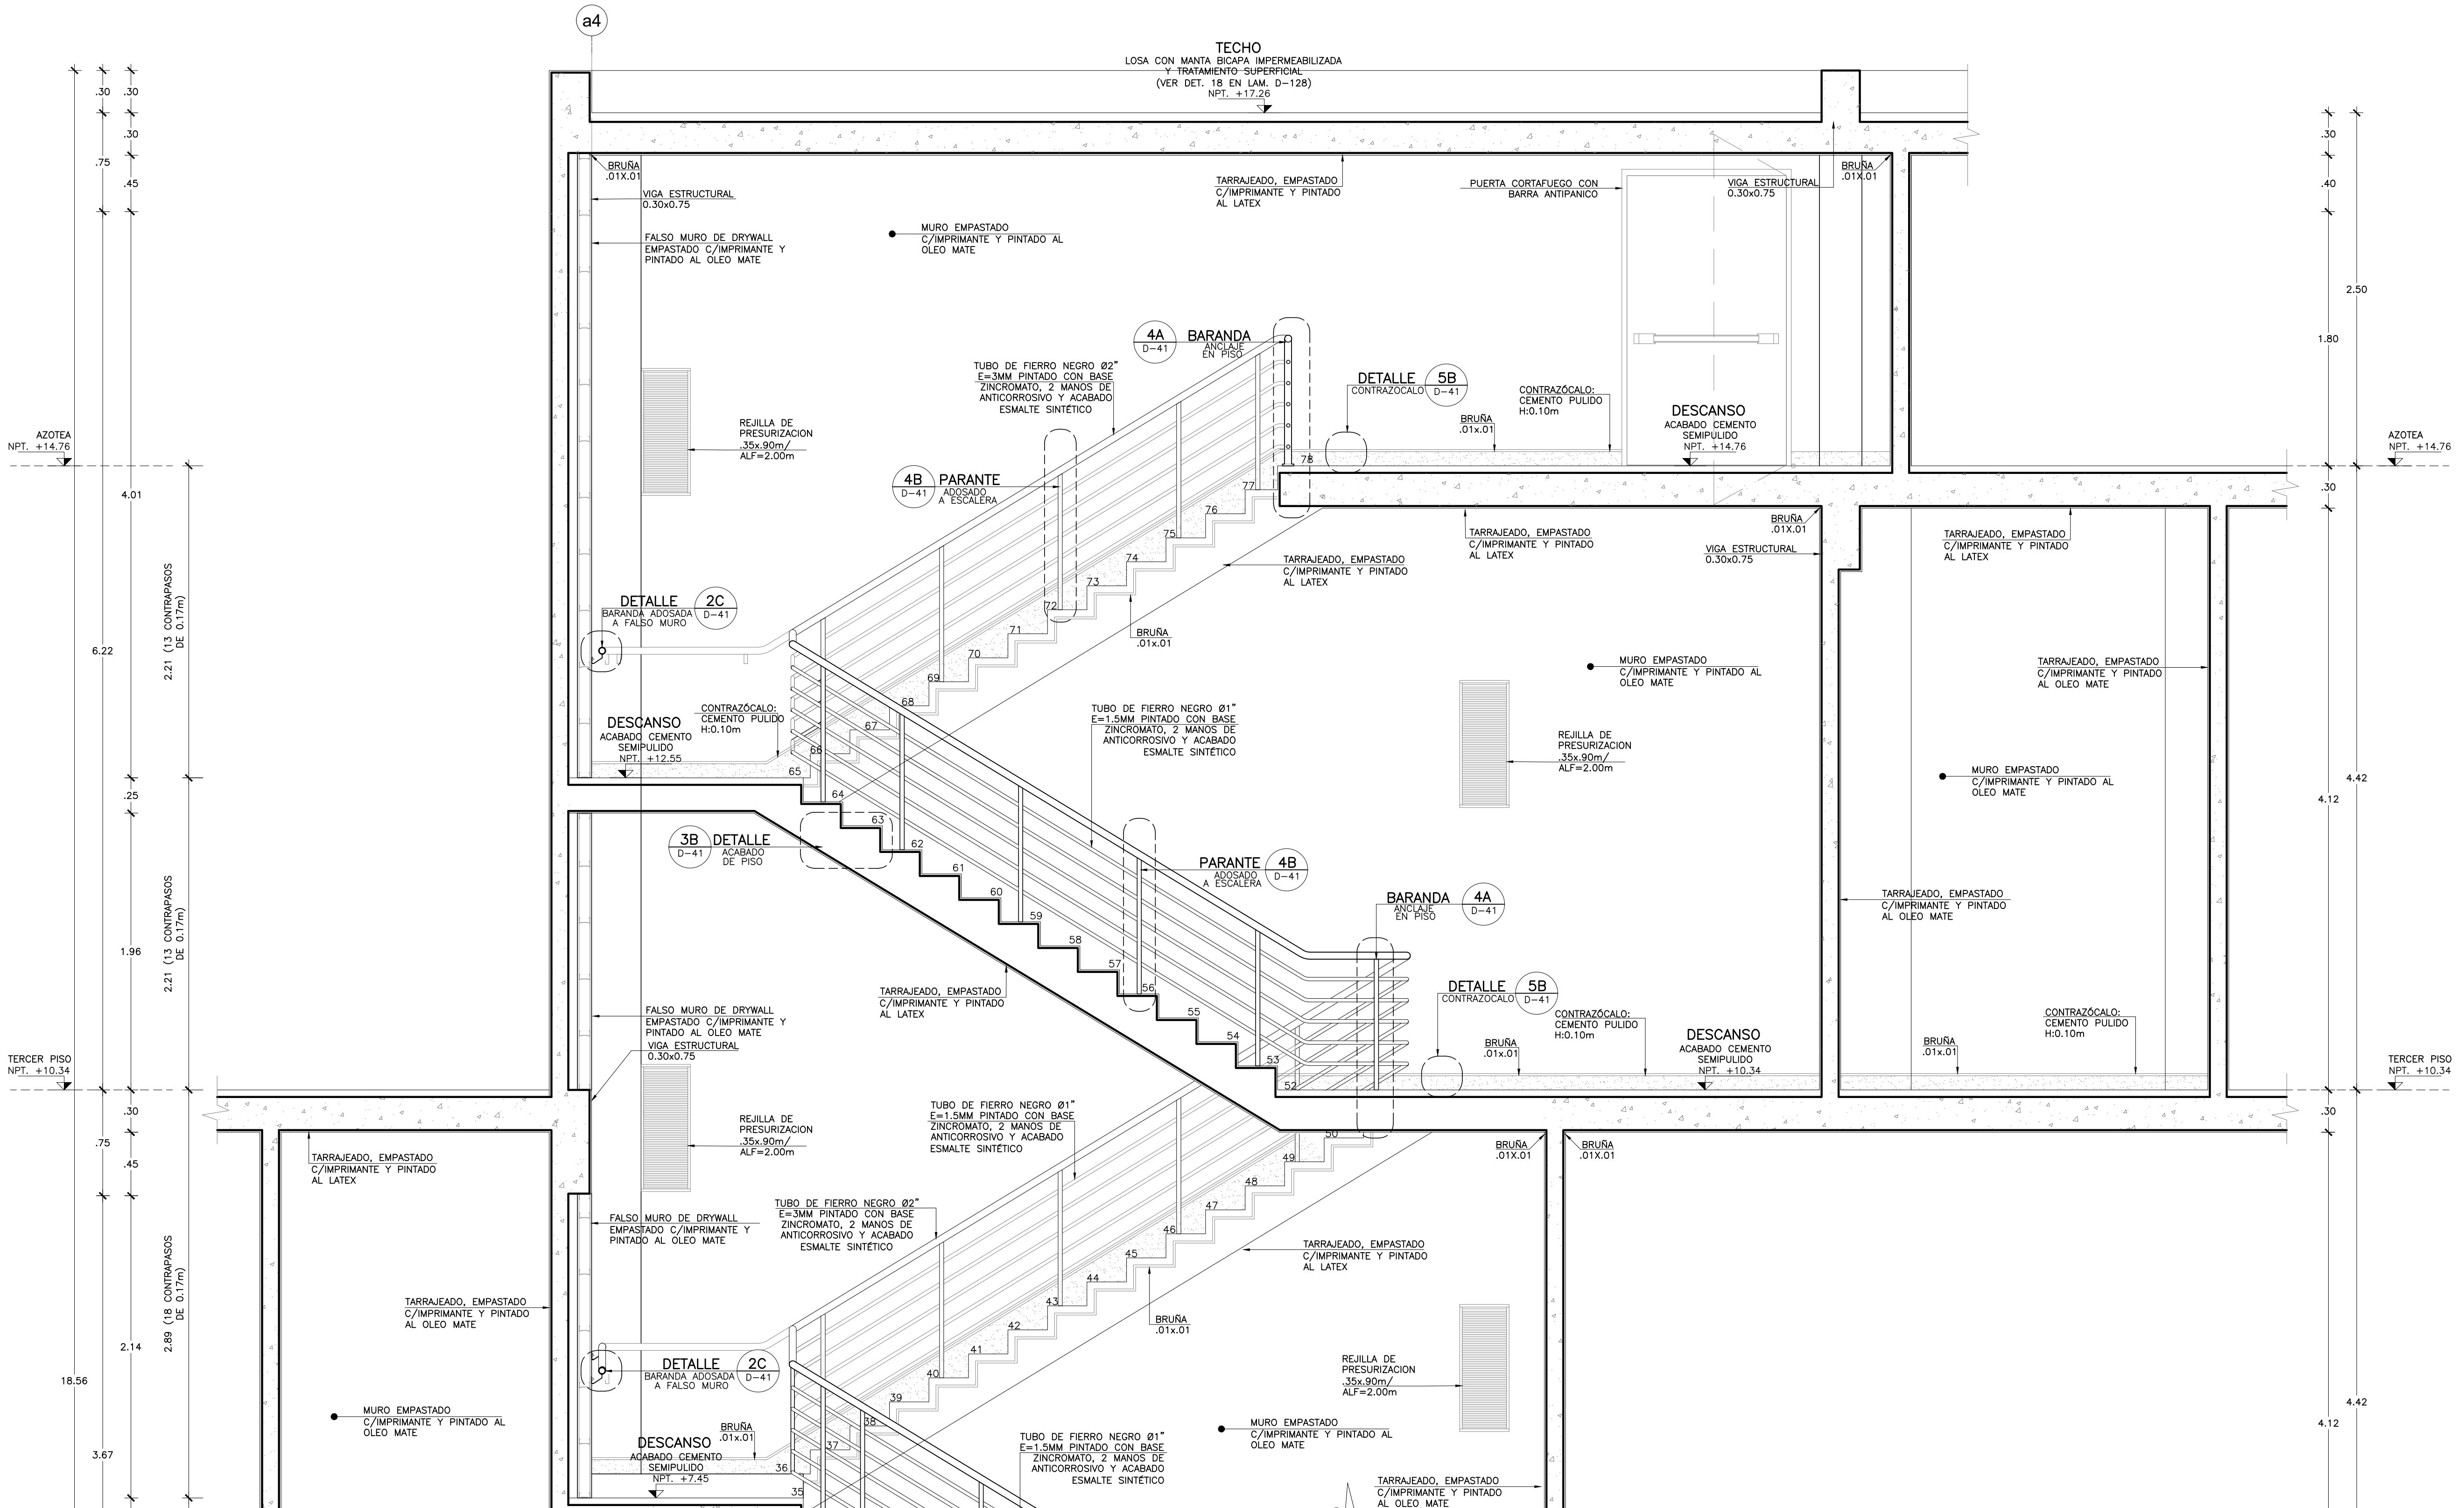 a4
TECHO
LOSA CON MANTA BICAPA IMPERMEABILIZADA
Y TRATAMIENTO SUPERFICIAL
(VER DET. 18 EN LAM. D-128)
NPT. +17.26
.30
.30
.30
.75
.45
.30
.40
2.50
1.80
BRUÑA
.01X.01
VIGA ESTRUCTURAL
0.30x0.75
FALSO MURO DE DRYWALL
EMPASTADO C/IMPRIMANTE Y
PINTADO AL OLEO MATE
MURO EMPASTADO
C/IMPRIMANTE Y PINTADO AL
OLEO MATE
TARRAJEADO, EMPASTADO
C/IMPRIMANTE Y PINTADO
AL LATEX
PUERTA CORTAFUEGO CON
BARRA ANTIPANICO
VIGA ESTRUCTURAL
0.30x0.75
BRUÑA
.01X.01
4A
D-41
BARANDA
ANCLAJE
EN PISO
TUBO DE FIERRO NEGRO Ø2"
E=3MM PINTADO CON BASE
ZINCROMATO, 2 MANOS DE
ANTICORROSIVO Y ACABADO
ESMALTE SINTÉTICO
DETALLE
CONTRAZOCALO
5B
D-41
CONTRAZÓCALO:
CEMENTO PULIDO
H:0.10m
BRUÑA
.01x.01
DESCANSO
ACABADO CEMENTO
SEMIPULIDO
NPT. +14.76
REJILLA DE
PRESURIZACION
.35x.90m/
ALF=2.00m
AZOTEA
NPT. +14.76
AZOTEA
NPT. +14.76
4B
D-41
PARANTE
ADOSADO
A ESCALERA
78
77
76
75
74
73
72
71
70
69
68
67
66
65
4.01
6.22
2.21 (13 CONTRAPASOS
DE 0.17m)
.30
TARRAJEADO, EMPASTADO
C/IMPRIMANTE Y PINTADO
AL LATEX
TARRAJEADO, EMPASTADO
C/IMPRIMANTE Y PINTADO
AL LATEX
BRUÑA
.01X.01
VIGA ESTRUCTURAL
0.30x0.75
TARRAJEADO, EMPASTADO
C/IMPRIMANTE Y PINTADO
AL LATEX
DETALLE
BARANDA ADOSADA
A FALSO MURO
2C
D-41
BRUÑA
.01x.01
MURO EMPASTADO
C/IMPRIMANTE Y PINTADO AL
OLEO MATE
TARRAJEADO, EMPASTADO
C/IMPRIMANTE Y PINTADO
AL OLEO MATE
CONTRAZÓCALO:
CEMENTO PULIDO
H:0.10m
DESCANSO
ACABADO CEMENTO
SEMIPULIDO
NPT. +12.55
TUBO DE FIERRO NEGRO Ø1"
E=1.5MM PINTADO CON BASE
ZINCROMATO, 2 MANOS DE
ANTICORROSIVO Y ACABADO
ESMALTE SINTÉTICO
REJILLA DE
PRESURIZACION
.35x.90m/
ALF=2.00m
MURO EMPASTADO
C/IMPRIMANTE Y PINTADO AL
OLEO MATE
.25
4.12
4.42
64
63
62
61
60
59
58
57
56
55
54
53
52
3B
D-41
DETALLE
ACABADO
DE PISO
PARANTE
ADOSADO
A ESCALERA
4B
D-41
BARANDA
ANCLAJE
EN PISO
4A
D-41
TARRAJEADO, EMPASTADO
C/IMPRIMANTE Y PINTADO
AL OLEO MATE
1.96
2.21 (13 CONTRAPASOS
DE 0.17m)
TARRAJEADO, EMPASTADO
C/IMPRIMANTE Y PINTADO
AL LATEX
DETALLE
CONTRAZOCALO
5B
D-41
FALSO MURO DE DRYWALL
EMPASTADO C/IMPRIMANTE Y
PINTADO AL OLEO MATE
VIGA ESTRUCTURAL
0.30x0.75
CONTRAZÓCALO:
CEMENTO PULIDO
H:0.10m
BRUÑA
.01x.01
DESCANSO
ACABADO CEMENTO
SEMIPULIDO
NPT. +10.34
BRUÑA
.01x.01
CONTRAZÓCALO:
CEMENTO PULIDO
H:0.10m
TERCER PISO
NPT. +10.34
TERCER PISO
NPT. +10.34
.30
.75
.45
.30
TARRAJEADO, EMPASTADO
C/IMPRIMANTE Y PINTADO
AL LATEX
REJILLA DE
PRESURIZACION
.35x.90m/
ALF=2.00m
TUBO DE FIERRO NEGRO Ø1"
E=1.5MM PINTADO CON BASE
ZINCROMATO, 2 MANOS DE
ANTICORROSIVO Y ACABADO
ESMALTE SINTÉTICO
BRUÑA
.01X.01
BRUÑA
.01X.01
50
49
48
47
46
45
44
43
42
41
40
39
38
37
36
35
FALSO MURO DE DRYWALL
EMPASTADO C/IMPRIMANTE Y
PINTADO AL OLEO MATE
TUBO DE FIERRO NEGRO Ø2"
E=3MM PINTADO CON BASE
ZINCROMATO, 2 MANOS DE
ANTICORROSIVO Y ACABADO
ESMALTE SINTÉTICO
TARRAJEADO, EMPASTADO
C/IMPRIMANTE Y PINTADO
AL LATEX
2.89 (18 CONTRAPASOS
DE 0.17m)
TARRAJEADO, EMPASTADO
C/IMPRIMANTE Y PINTADO
AL OLEO MATE
BRUÑA
.01x.01
2.14
18.56
3.67
DETALLE
BARANDA ADOSADA
A FALSO MURO
2C
D-41
REJILLA DE
PRESURIZACION
.35x.90m/
ALF=2.00m
MURO EMPASTADO
C/IMPRIMANTE Y PINTADO AL
OLEO MATE
BRUÑA
.01x.01
DESCANSO
ACABADO CEMENTO
SEMIPULIDO
NPT. +7.45
TUBO DE FIERRO NEGRO Ø1"
E=1.5MM PINTADO CON BASE
ZINCROMATO, 2 MANOS DE
ANTICORROSIVO Y ACABADO
ESMALTE SINTÉTICO
MURO EMPASTADO
C/IMPRIMANTE Y PINTADO AL
OLEO MATE
4.12
4.42
TARRAJEADO, EMPASTADO
C/IMPRIMANTE Y PINTADO
AL OLEO MATE